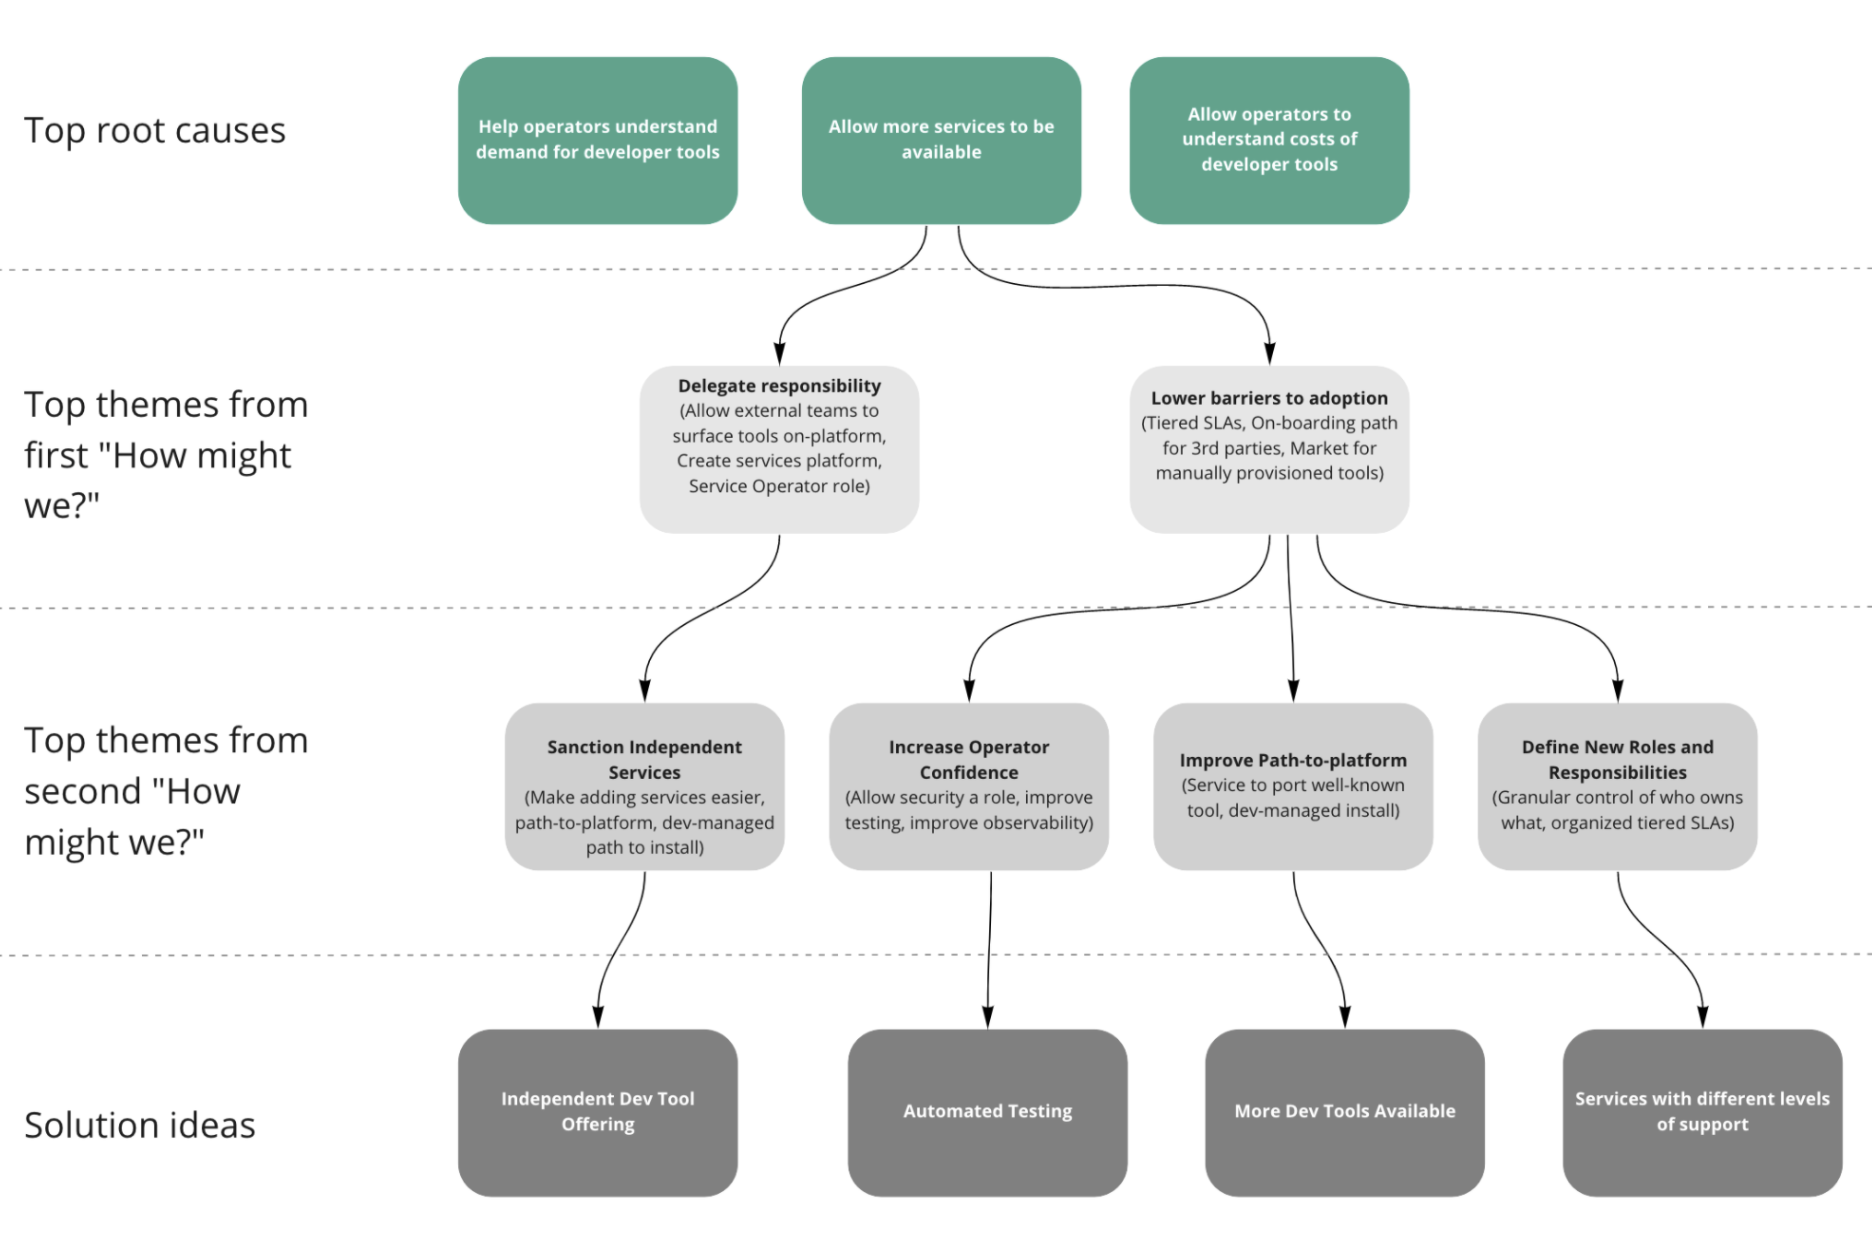 Top root causes
Help operators understand
demand for developer tools
Allow more services to be
available
Allow operators to
understand costs of
developer tools
Top themes from
first "How might
we?"
Delegate responsibility
(Allow external teams to
surface tools on-platform,
Create services platform,
Service Operator role)
Lower barriers to adoption
(Tiered SLAs, On-boarding path
for 3rd parties, Market for
manually provisioned tools)
Top themes from
second "How
might we?"
Sanction Independent
Services
(Make adding services easier,
path-to-platform, dev-managed
path to install)
Increase Operator
Confidence
(Allow security a role, improve
testing, improve observability)
Improve Path-to-platform
(Service to port well-known
tool, dev-managed install)
Define New Roles and
Responsibilities
(Granular control of who owns
what, organized tiered SLAs)
Solution ideas
Independent Dev Tool
Offering
Automated Testing
More Dev Tools Available
Services with different levels
of support